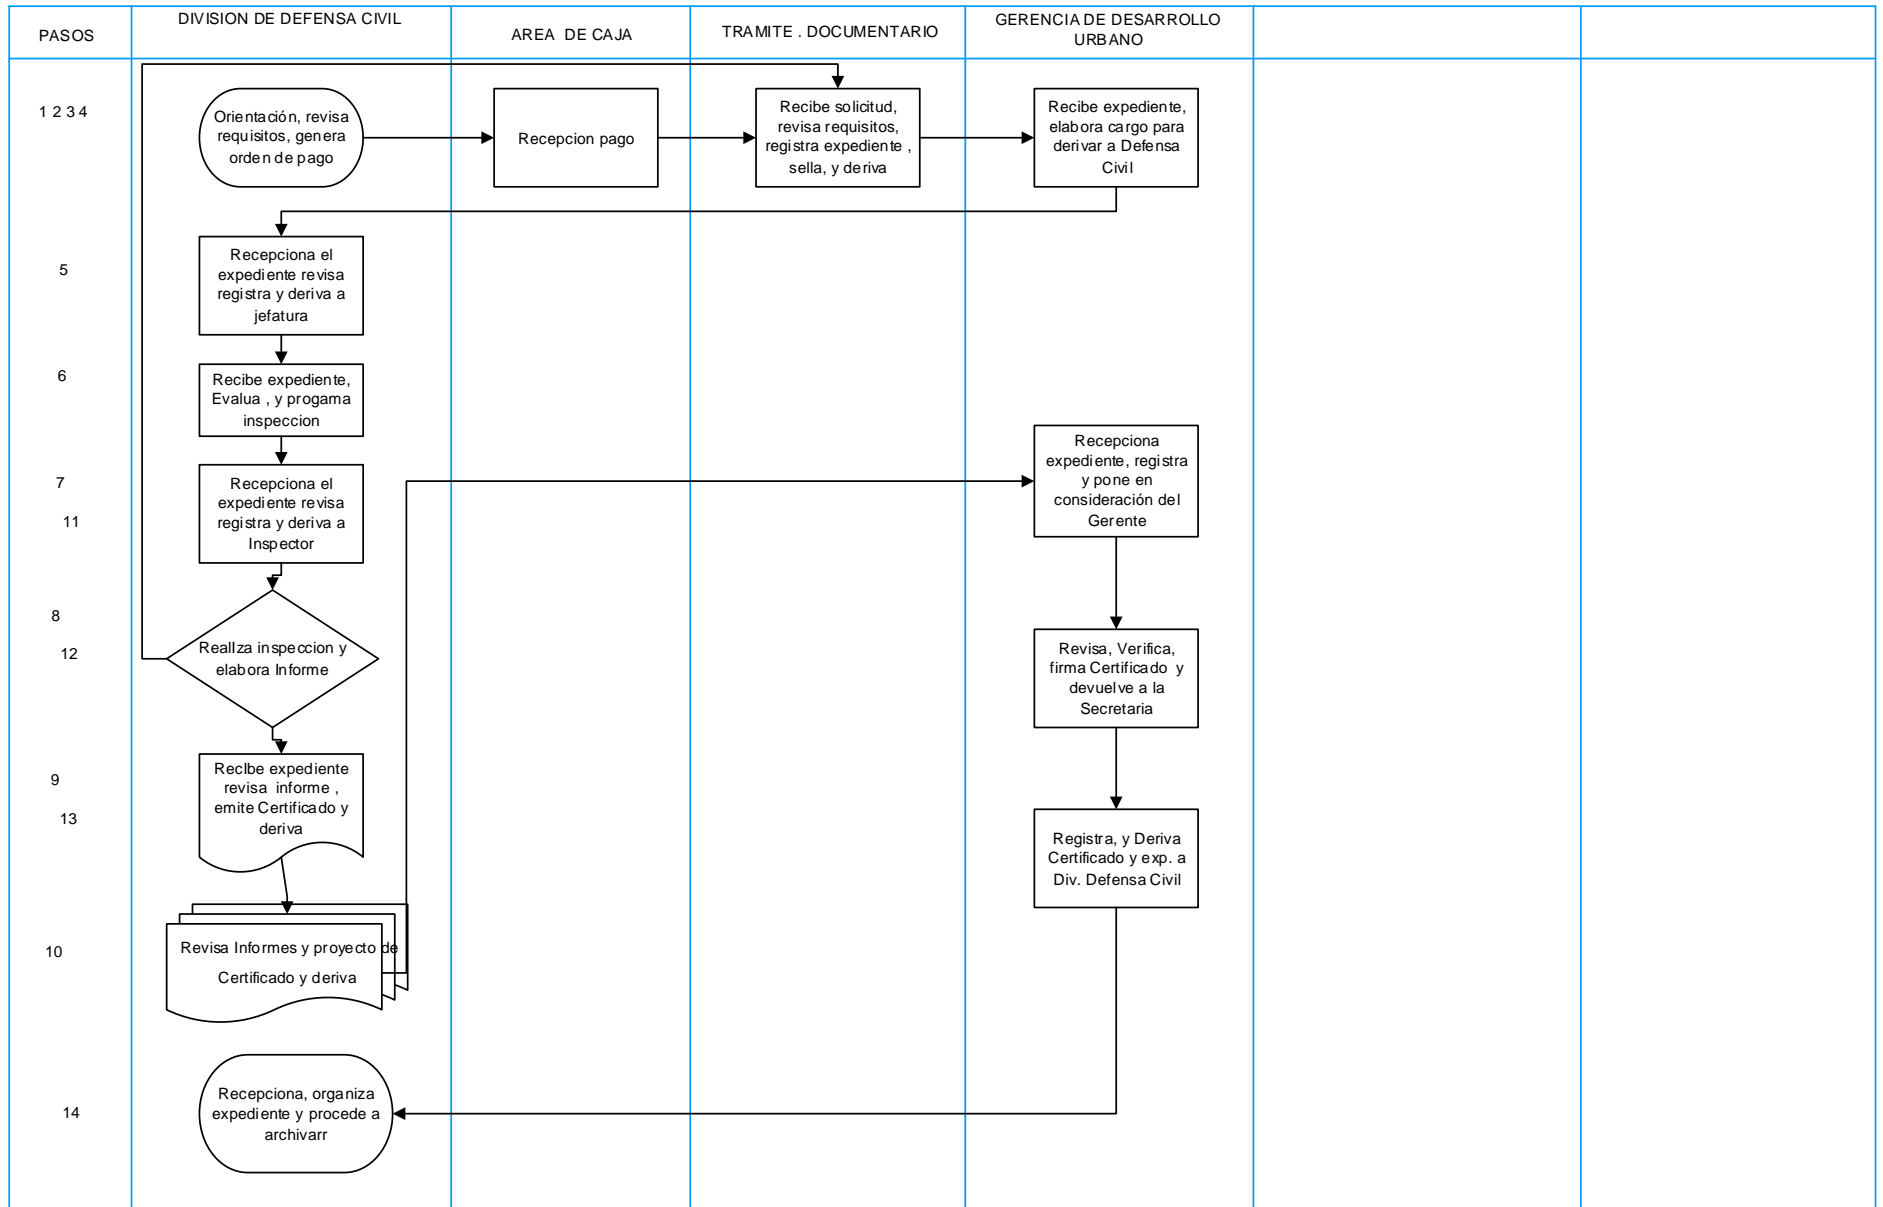 PASOS
DIVISION DE DEFENSA CIVIL
AREA DE CAJA
TRAMITE . DOCUMENTARIO
GERENCIA DE DESARROLLO
URBANO
1 2 3 4
Orientación, revisa
requisitos, genera
orden de pago
Recepcion pago
Recibe solicitud,
revisa requisitos,
registra expediente ,
sella, y deriva
Recibe expediente,
elabora cargo para
derivar a Defensa
Civil
5
Recepciona el
expediente revisa
registra y deriva a
jefatura
6
Recibe expediente,
Evalua , y progama
inspeccion
7
11
Recepciona el
expediente revisa
registra y deriva a
Inspector
Recepciona
expediente, registra
y pone en
consideración del
Gerente
8
12
ReaIIza inspeccion y
elabora Informe
Revisa, Verifica,
firma Certificado y
devuelve a la
Secretaria
9
13
RecIbe expediente
revisa informe ,
emite Certificado y
deriva
Registra, y Deriva
Certificado y exp. a
Div. Defensa Civil
10
Revisa Informes y proyecto de
Certificado y deriva
14
Recepciona, organiza
expediente y procede a
archivarr